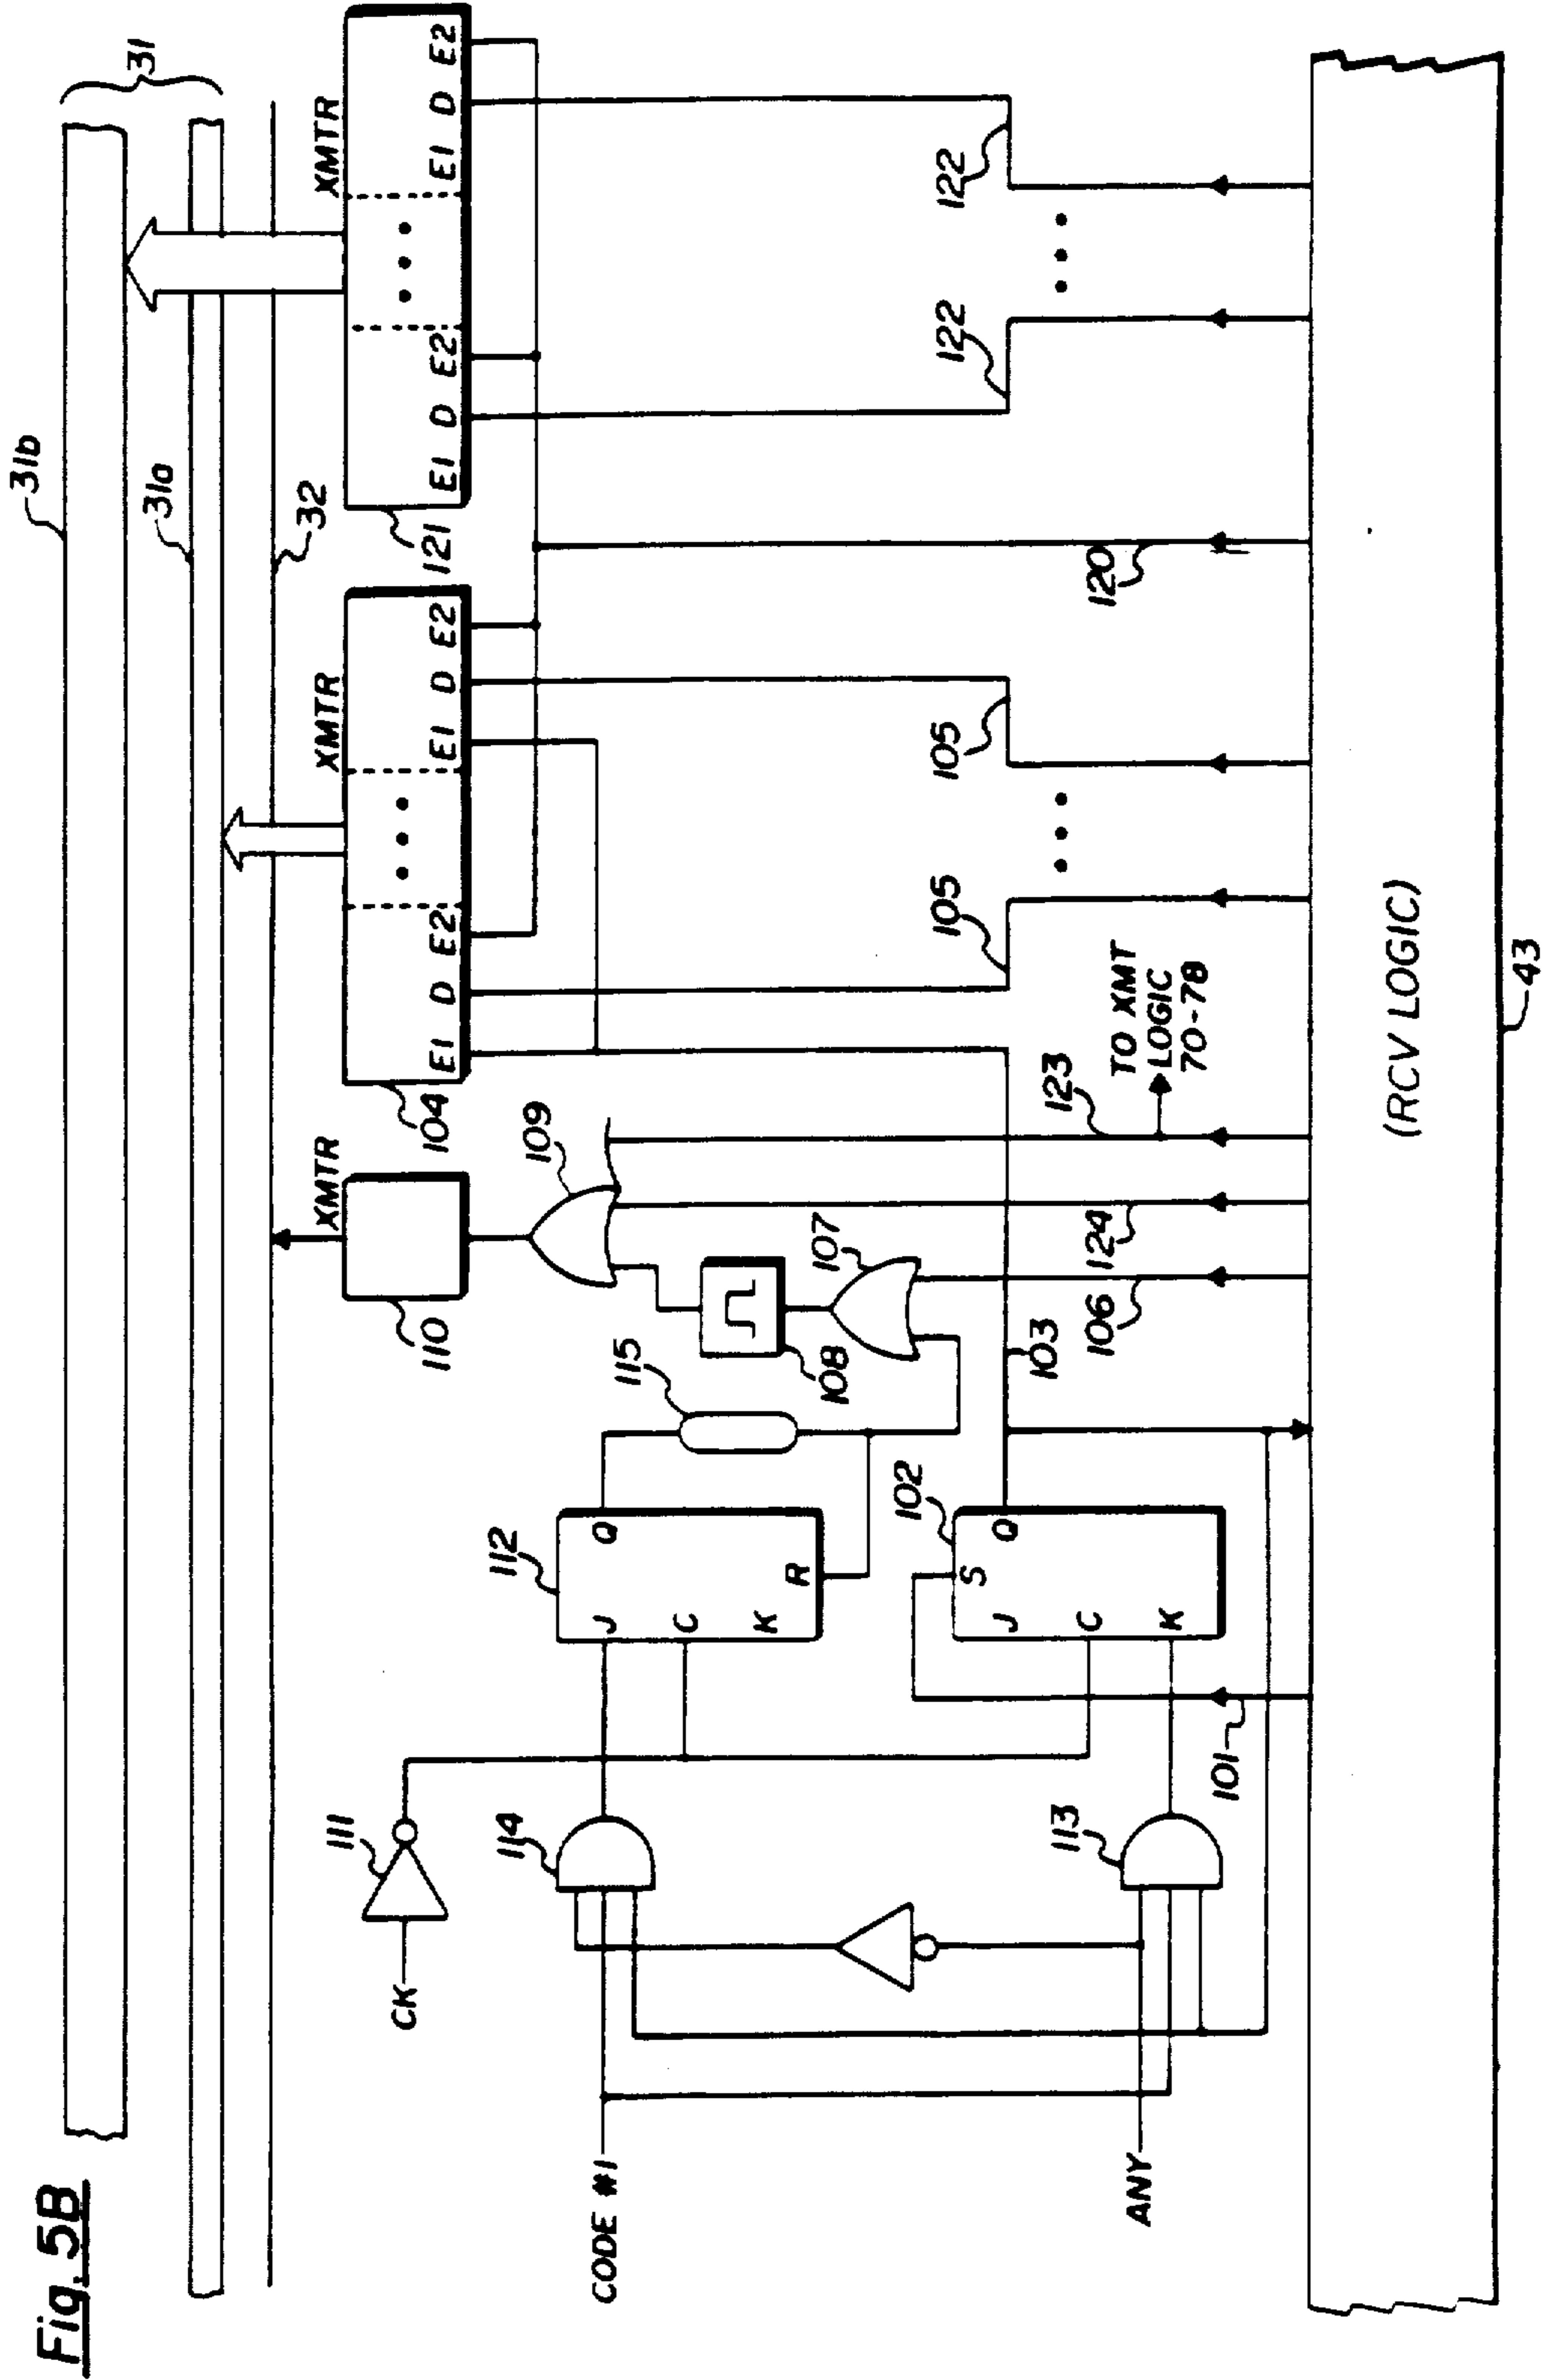 Fig. 5B
31b
31
31a
32
XMTR
XMTR
XMTR
110
104
E1 D E2 E1 D E2
121
E1 D E2 E1 D E2
CK
111
109
CODE #1
114
J
C
K
Q
R
112
115
108
107
ANY
113
S
J
C
K
Q
102
103
101
106
124
123
TO XMT
LOGIC
70-78
105
105
120
122
122
(RCV LOGIC)
43